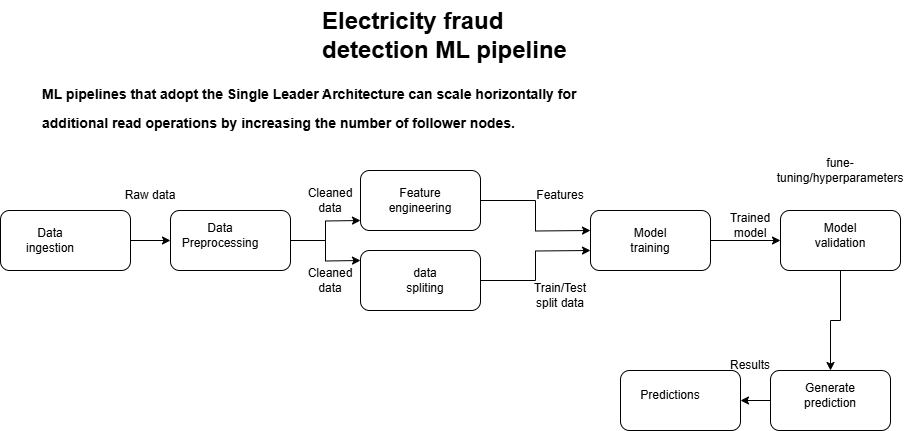 Electricity fraud
detection ML pipeline
ML pipelines that adopt the Single Leader Architecture can scale horizontally for
additional read operations by increasing the number of follower nodes.
fune-
tuning/hyperparameters
Raw data
Cleaned
data
Feature
engineering
Features
Data
ingestion
Data
Preprocessing
Model
training
Trained
model
Model
validation
Cleaned
data
data
spliting
Train/Test
split data
Results
Predictions
Generate
prediction